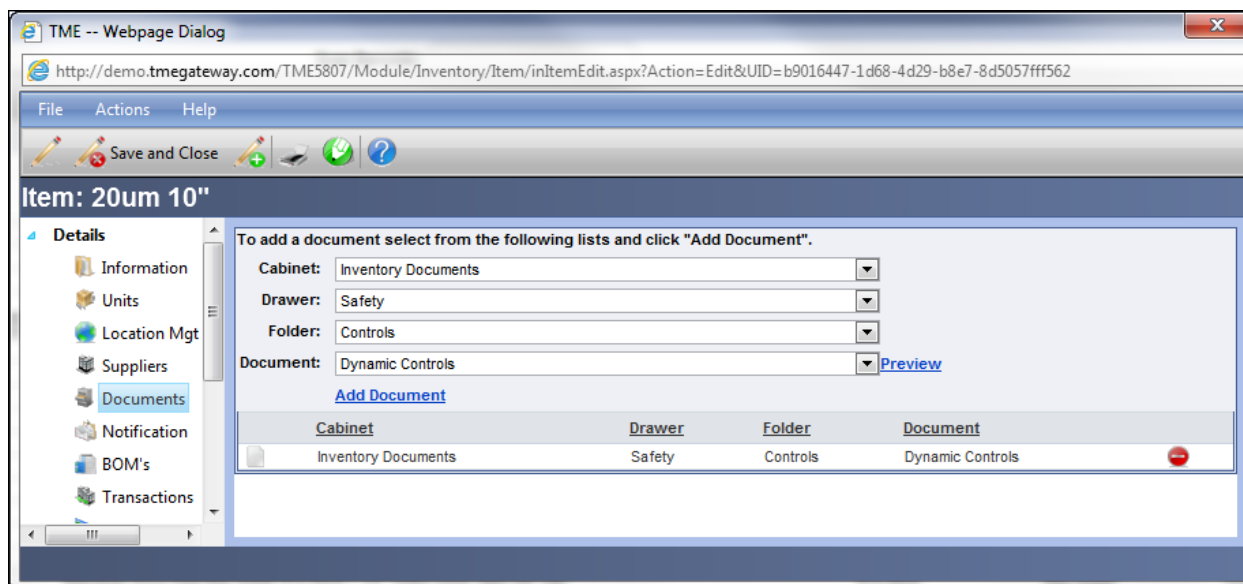 TME -- Webpage Dialog
http://demo.tmegateway.com/TME5807/Module/Inventory/Item/inItemEdit.aspx?Action=Edit&UID=b9016447-1d68-4d29-b8e7-8d5057fff562
File Actions Help
Save and Close
Item: 20um 10"
Details
Information
Units
Location Mgt
Suppliers
Documents
Notification
BOM's
Transactions
To add a document select from the following lists and click "Add Document".
Cabinet: Inventory Documents
Drawer: Safety
Folder: Controls
Document: Dynamic Controls Preview
Add Document
Cabinet Drawer Folder Document
Inventory Documents Safety Controls Dynamic Controls